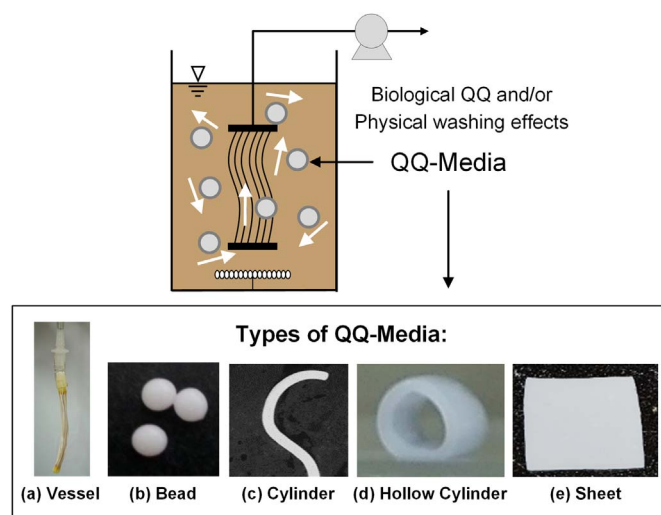 Biological QQ and/or
Physical washing effects
QQ-Media
Types of QQ-Media:
(a) Vessel
(b) Bead
(c) Cylinder
(d) Hollow Cylinder
(e) Sheet